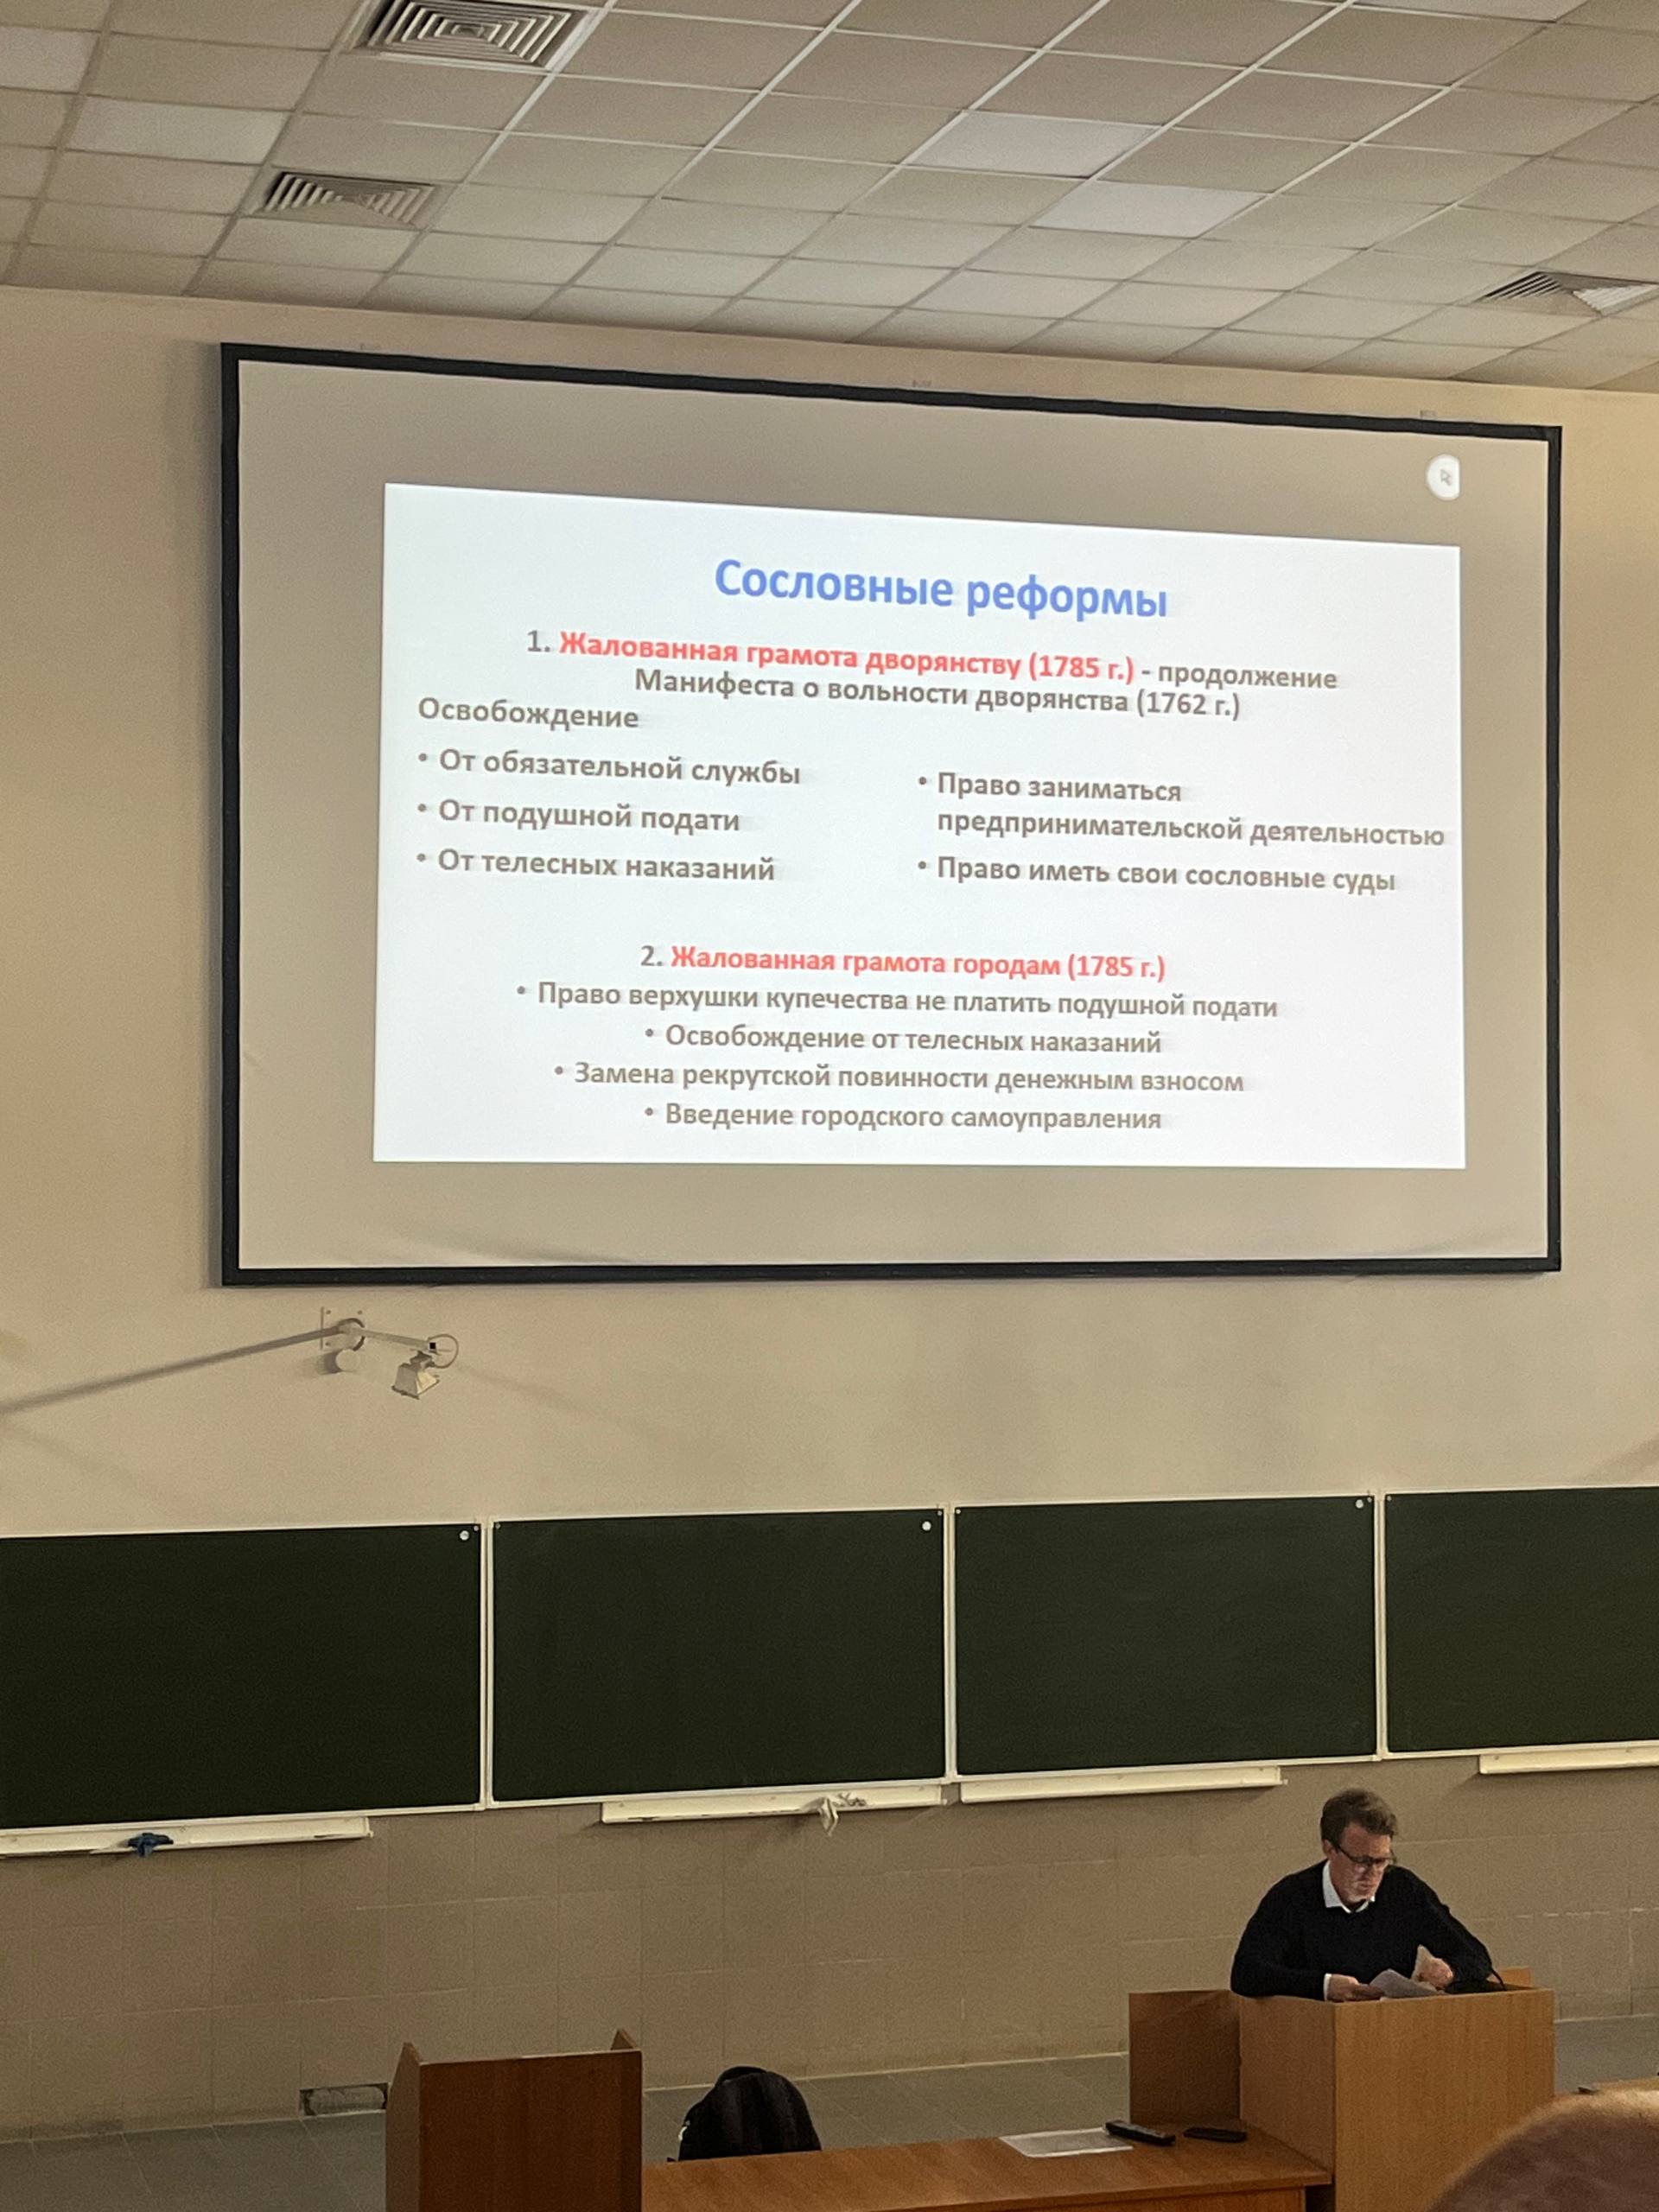 Сословные реформы
1. Жалованная грамота дворянству (1785 г.) - продолжение
Манифеста о вольности дворянства (1762 г.)
Освобождение
• От обязательной службы
• От подушной подати
• От телесных наказаний
• Право заниматься
предпринимательской деятельностью
• Право иметь свои сословные суды
2. Жалованная грамота городам (1785 г.)
• Право верхушки купечества не платить подушной подати
• Освобождение от телесных наказаний
• Замена рекрутской повинности денежным взносом
• Введение городского самоуправления